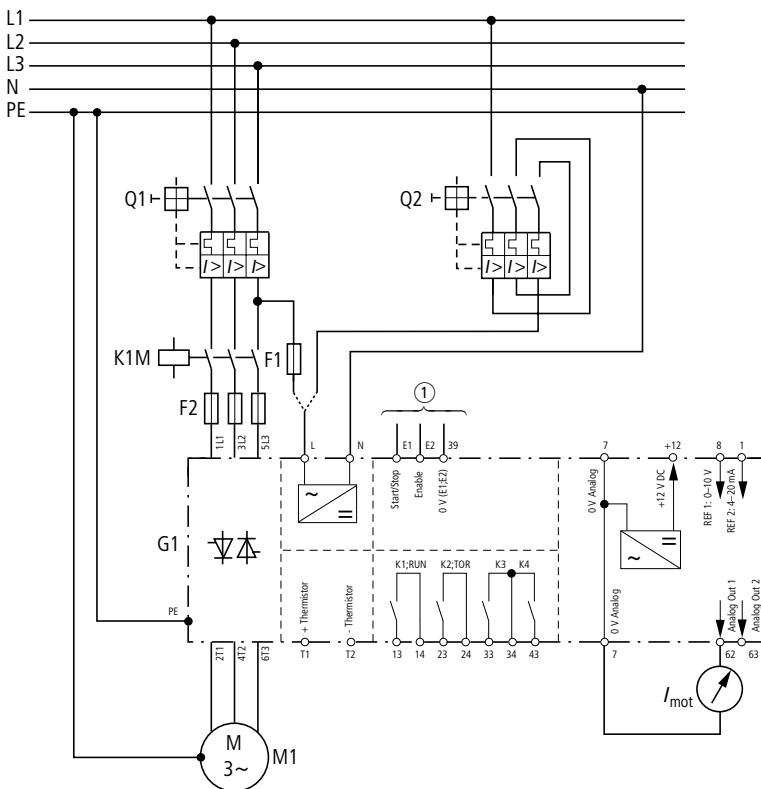 L1
L2
L3
N
PE
Q1
I> I> I>
Q2
I> I> I>
K1M
F1
F2
1L1
3L2
5L3
L
N
①
E1
E2
39
7
+12
8
1
Start/Stop
Enable
0 V (E1;E2)
0 V Analog
+12 V DC
REF 1: 0–10 V
REF 2: 4–20 mA
~
=
~
=
G1
PE
+ Thermistor
- Thermistor
K1;RUN
K2;TOR
K3
K4
0 V Analog
Analog Out 1
Analog Out 2
2T1
4T2
6T3
T1
T2
13
14
23
24
33
34
43
7
62
63
Imot
M
3~
M1